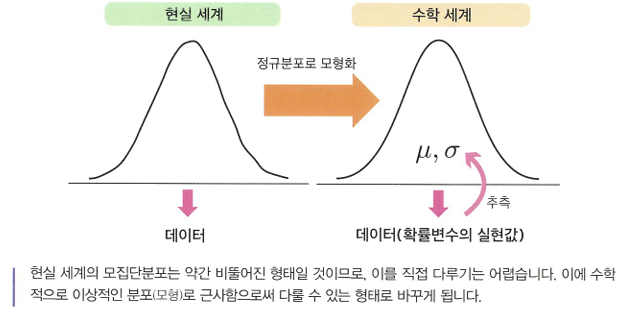 현실 세계
수학 세계
정규분포로 모형화
μ, σ
추측
데이터
데이터(확률변수의 실현값)
현실 세계의 모집단분포는 약간 비뚤어진 형태일 것이므로, 이를 직접 다루기는 어렵습니다. 이에 수학
적으로 이상적인 분포(모형)로 근사함으로써 다룰 수 있는 형태로 바꾸게 됩니다.